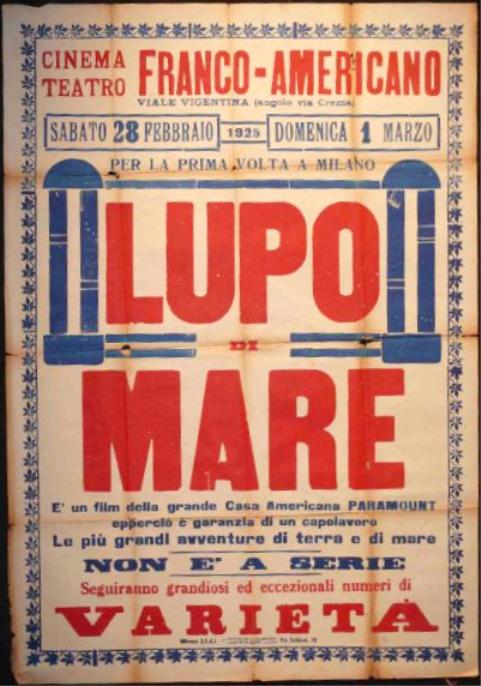 CINEMA TEATRO FRANCO-AMERICANO
VIALE VIGENTINA (angolo via Crema)
SABATO 28 FEBBRAIO 1925 DOMENICA 1 MARZO
PER LA PRIMA VOLTA A MILANO
LUPO
DI
MARE
E' un film della grande Casa Americana PARAMOUNT
epperciò è garanzia di un capolavoro
Le più grandi avventure di terra e di mare
NON E' A SERIE
Seguiranno grandiosi ed eccezionali numeri di
VARIETÀ